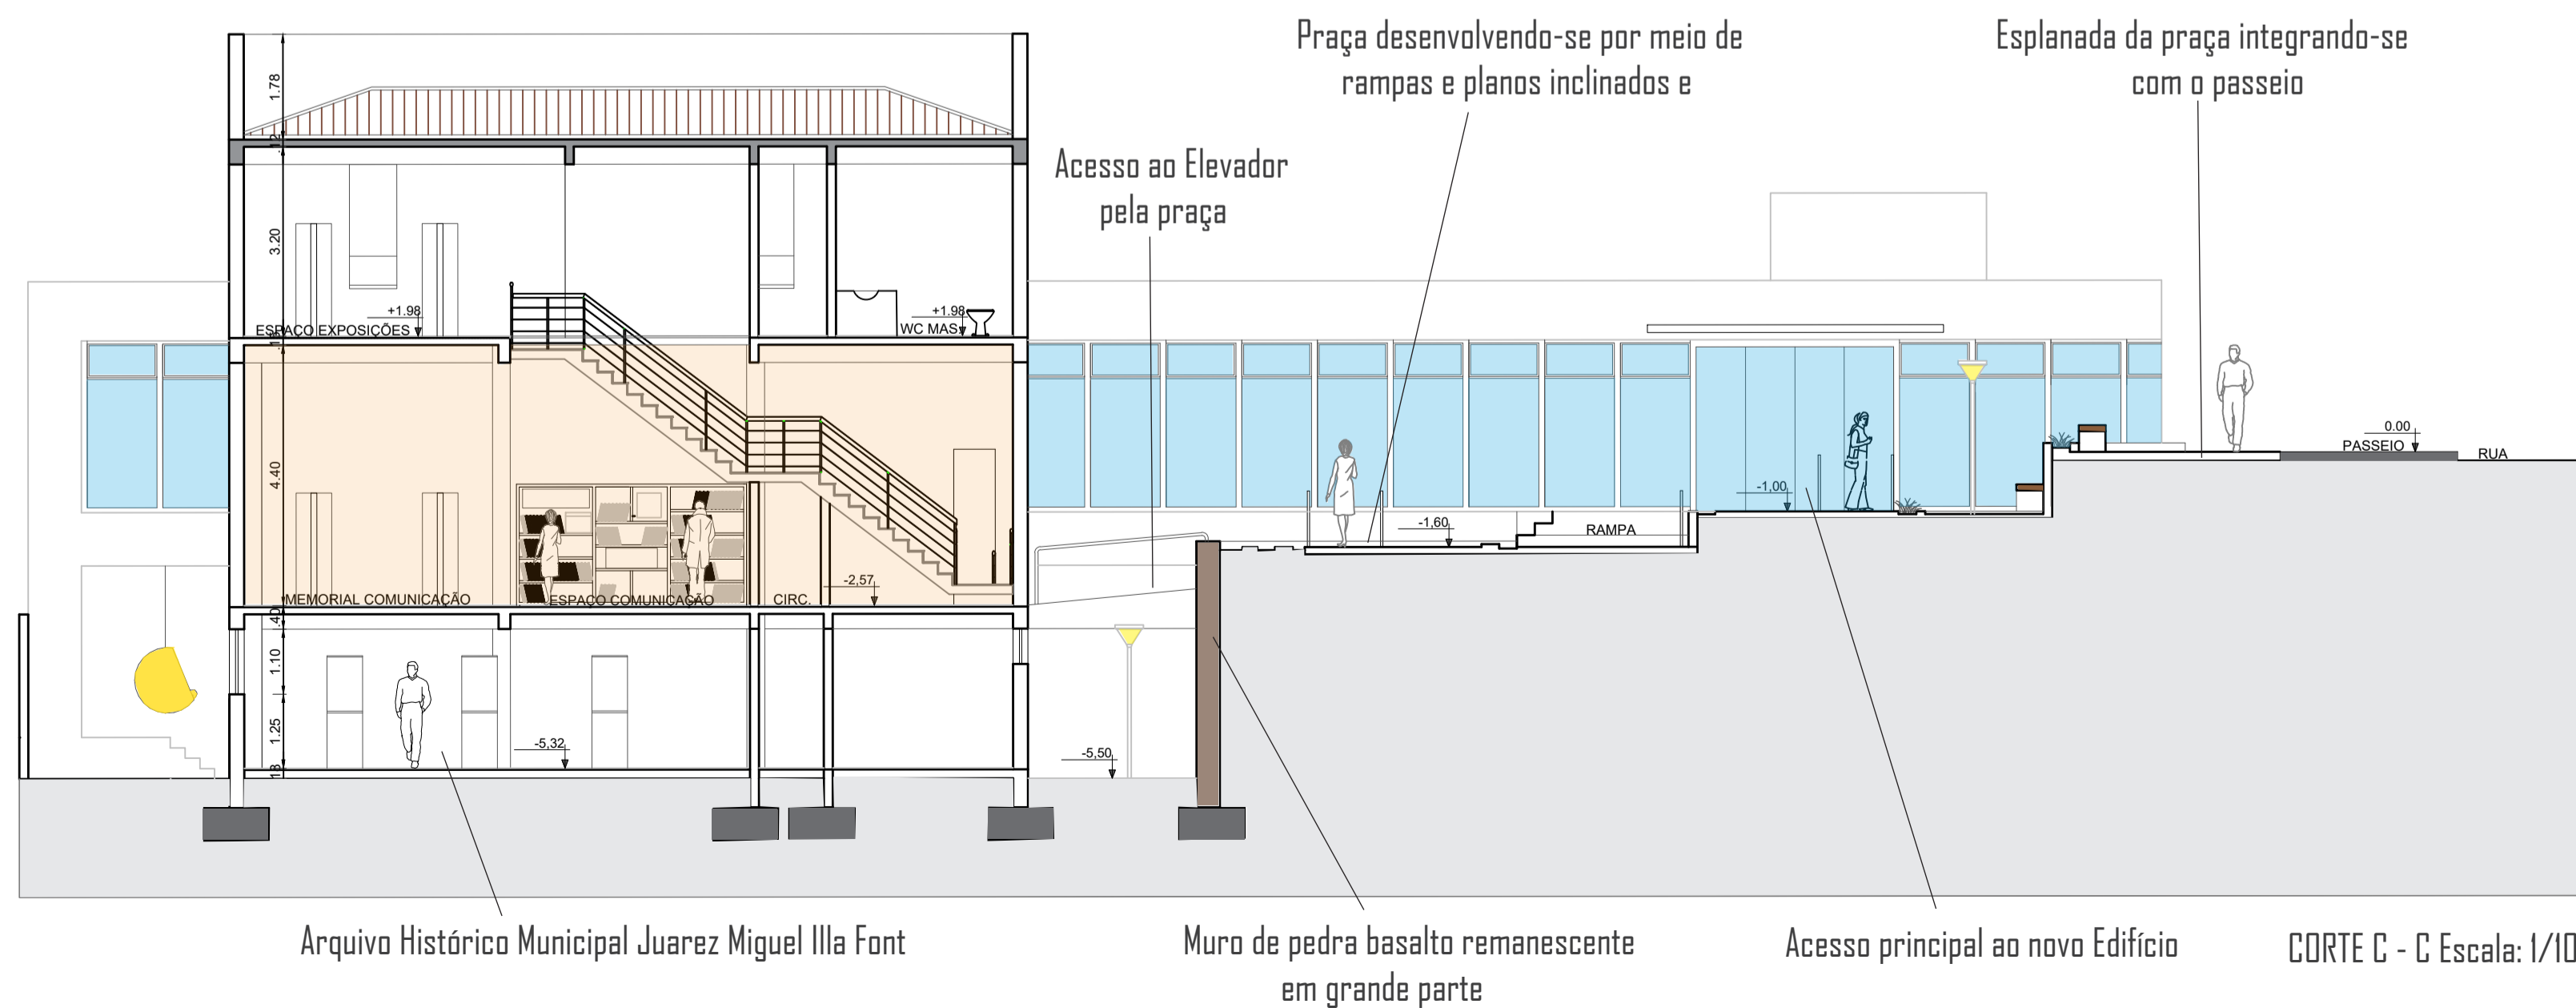 Praça desenvolvendo-se por meio de
rampas e planos inclinados e
Esplanada da praça integrando-se
com o passeio
Acesso ao Elevador
pela praça
1.78
.12
3.20
+1.98
ESPAÇO EXPOSIÇÕES
+1.98
WC MAS.
4.40
MEMORIAL COMUNICAÇÃO
ESPAÇO COMUNICAÇÃO
CIRC.
-2,57
-1,60
RAMPA
-1,00
0.00
PASSEIO
RUA
.40
1.10
1.25
-5,32
-5,50
Arquivo Histórico Municipal Juarez Miguel Illa Font
Muro de pedra basalto remanescente
em grande parte
Acesso principal ao novo Edifício
CORTE C - C Escala: 1/10